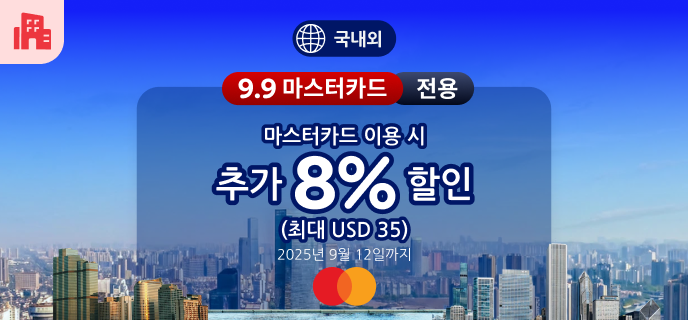 국내외
9.9 마스터카드 전용
마스터카드 이용 시
추가 8% 할인
(최대 USD 35)
2025년 9월 12일까지